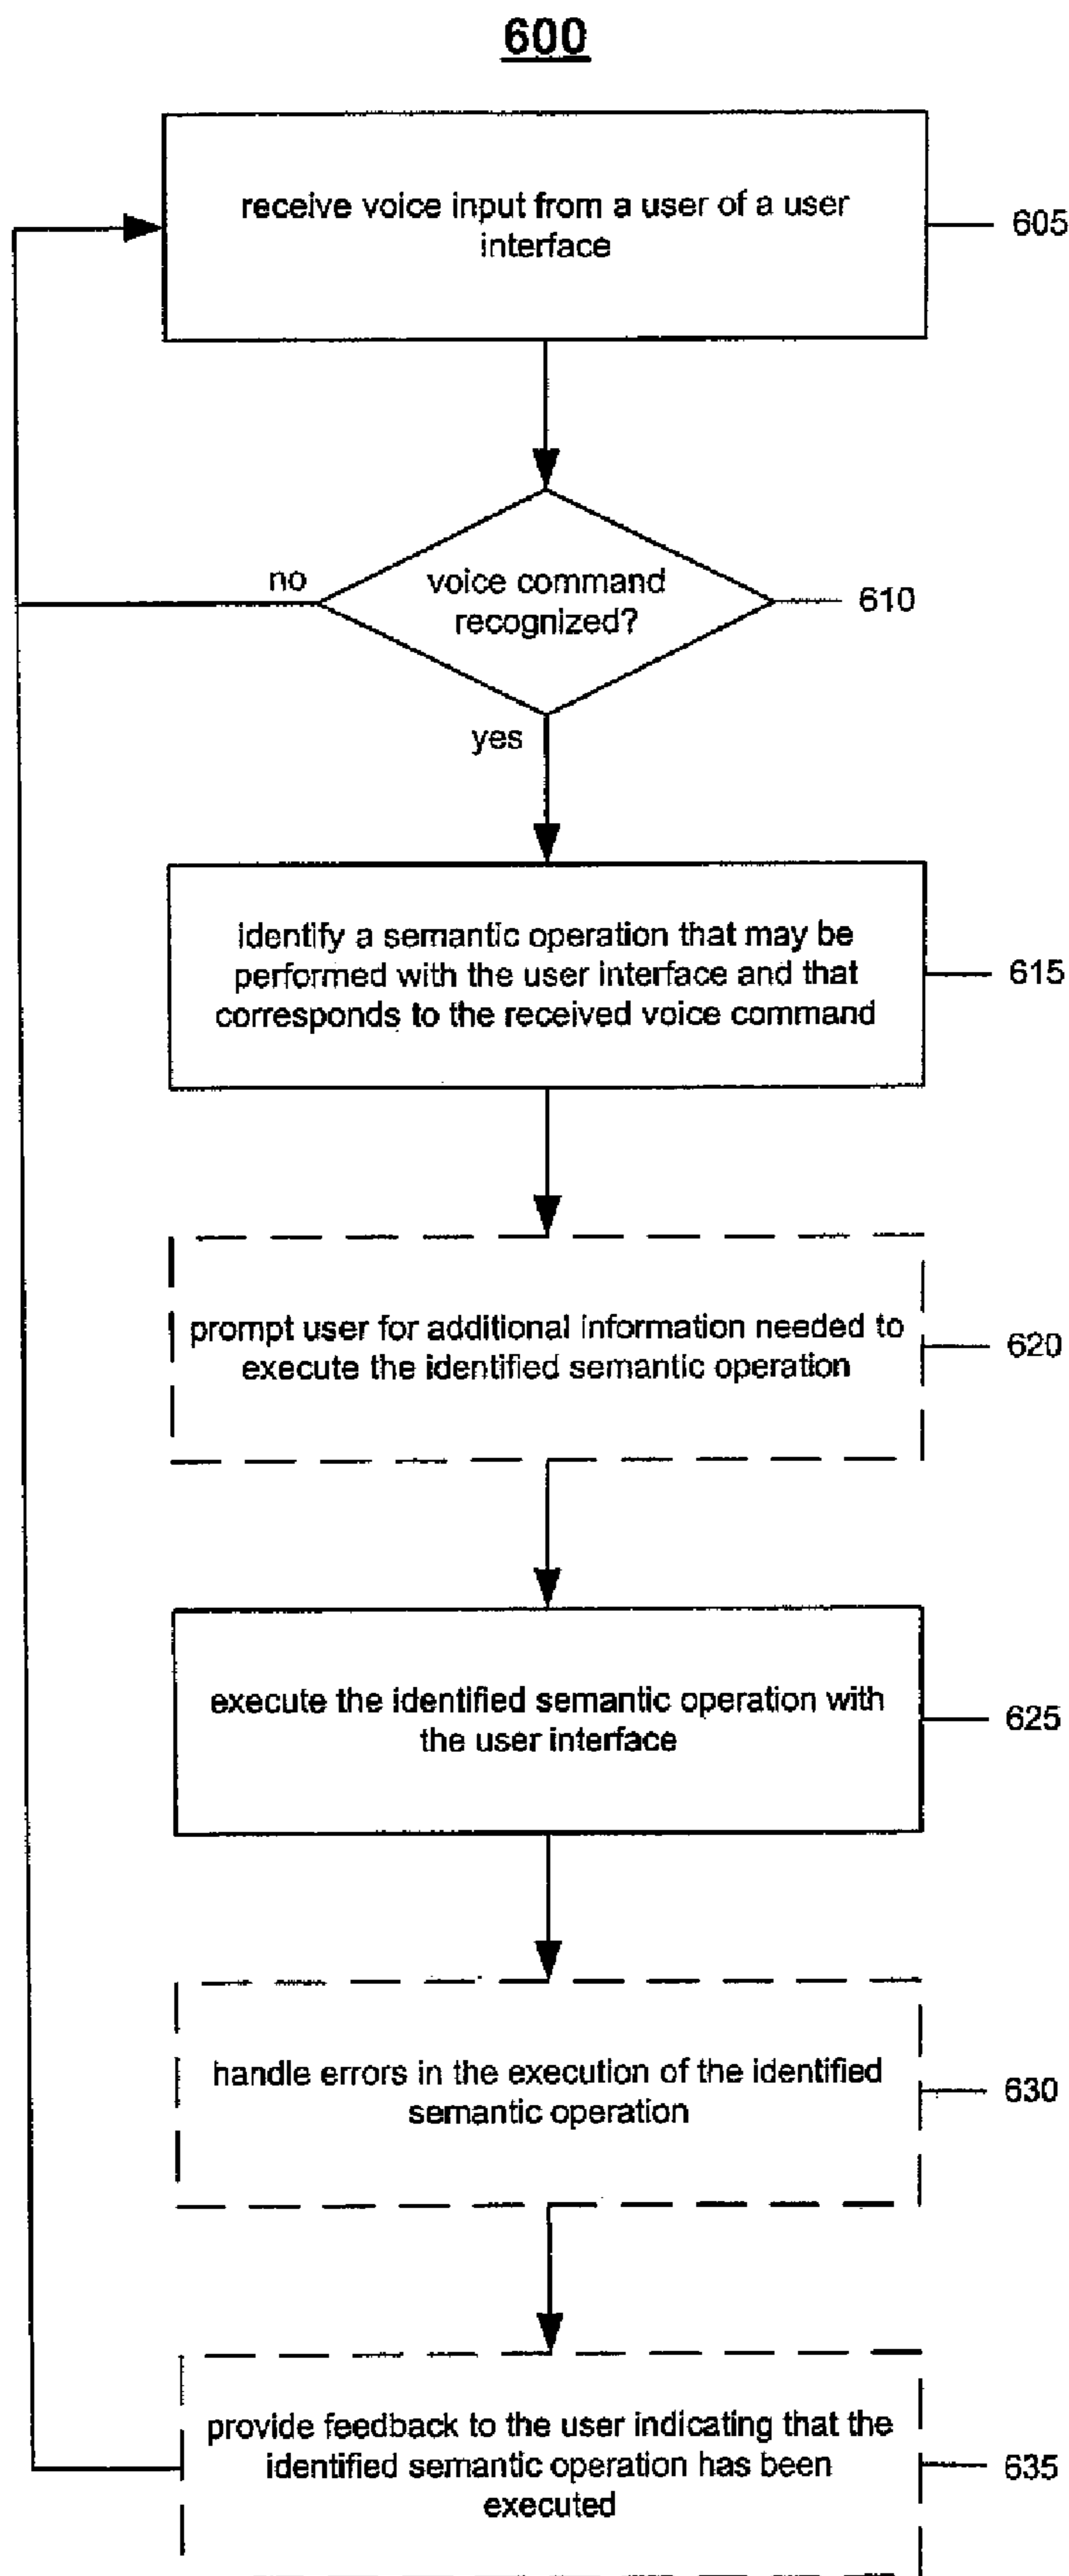 600
receive voice input from a user of a user
interface
605
no
voice command
recognized?
610
yes
identify a semantic operation that may be
performed with the user interface and that
corresponds to the received voice command
615
prompt user for additional information needed to
execute the identified semantic operation
620
execute the identified semantic operation with
the user interface
625
handle errors in the execution of the identified
semantic operation
630
provide feedback to the user indicating that the
identified semantic operation has been
executed
635